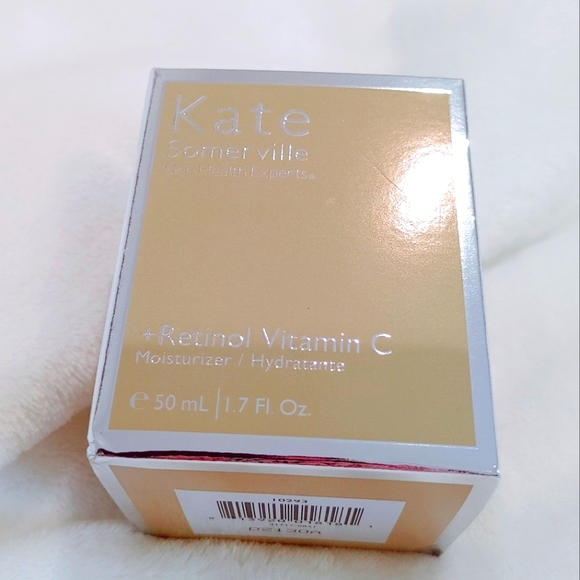 Kate
Somerville
Skin Health Experts®
+Retinol Vitamin C
Moisturizer / Hydratante
e 50 mL | 1.7 Fl. Oz.
10293